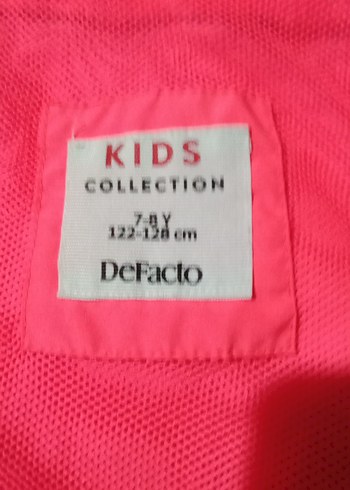 KIDS
COLLECTION
7-8 Y
122-128 cm
DeFacto